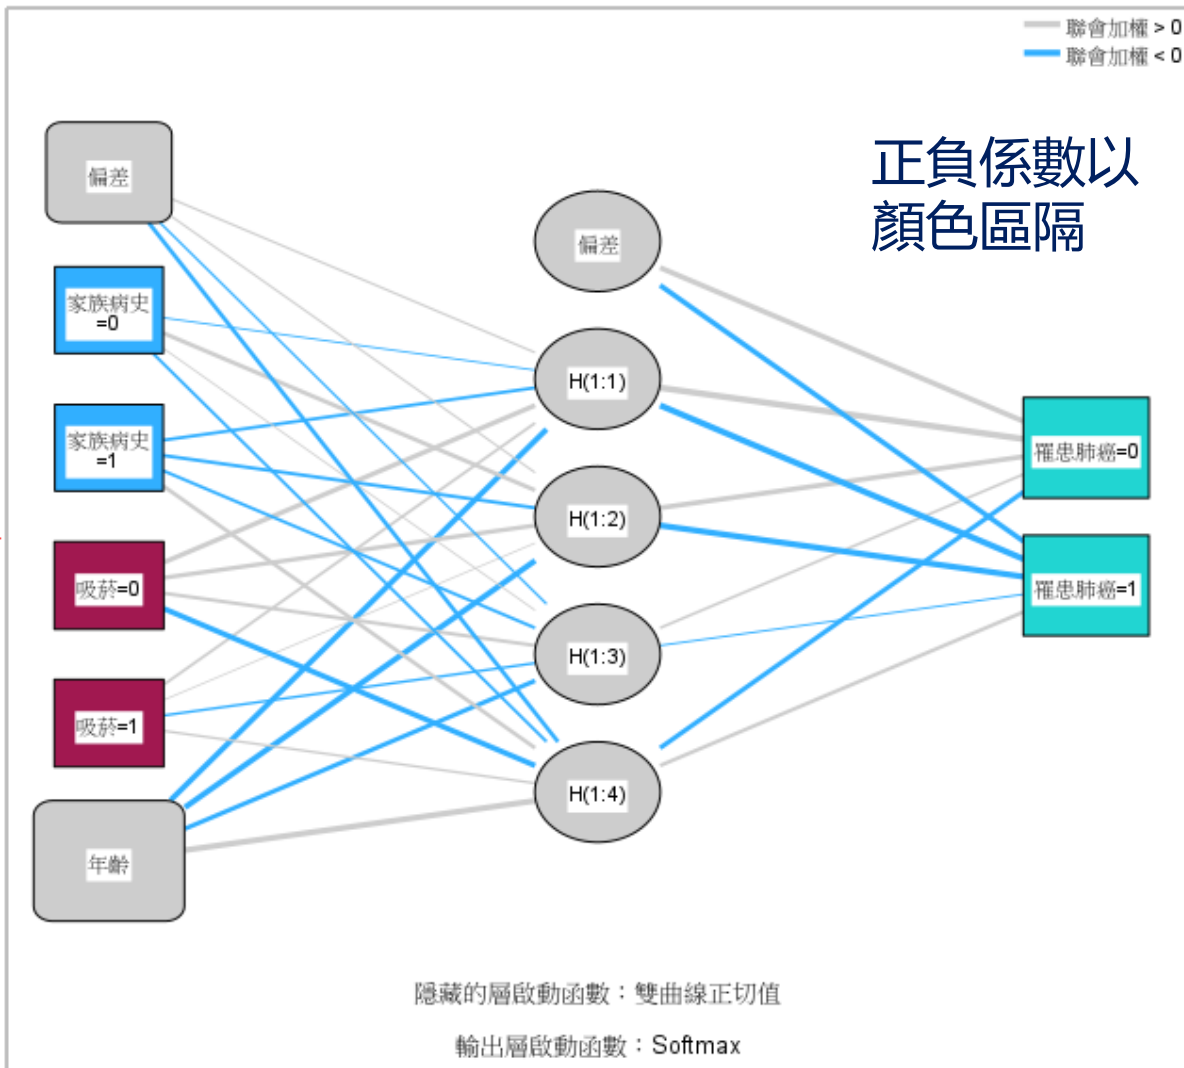 聯會加權 > 0
聯會加權 < 0
正負係數以
顏色區隔
偏差
家族病史
=0
家族病史
=1
吸菸=0
吸菸=1
年齡
偏差
H(1:1)
H(1:2)
H(1:3)
H(1:4)
罹患肺癌=0
罹患肺癌=1
隱藏的層啟動函數：雙曲線正切值
輸出層啟動函數：Softmax